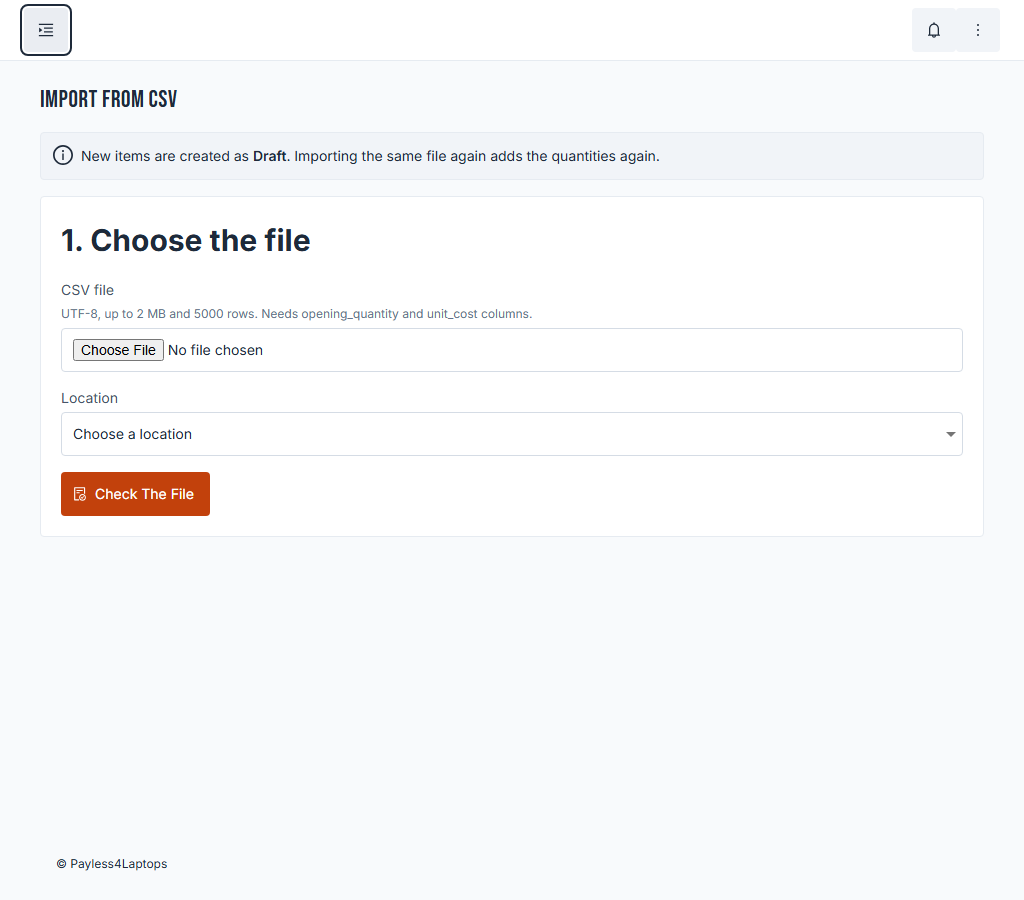 IMPORT FROM CSV
New items are created as Draft. Importing the same file again adds the quantities again.
1. Choose the file
CSV file
UTF-8, up to 2 MB and 5000 rows. Needs opening_quantity and unit_cost columns.
Choose File No file chosen
Location
Choose a location
Check The File
© Payless4Laptops